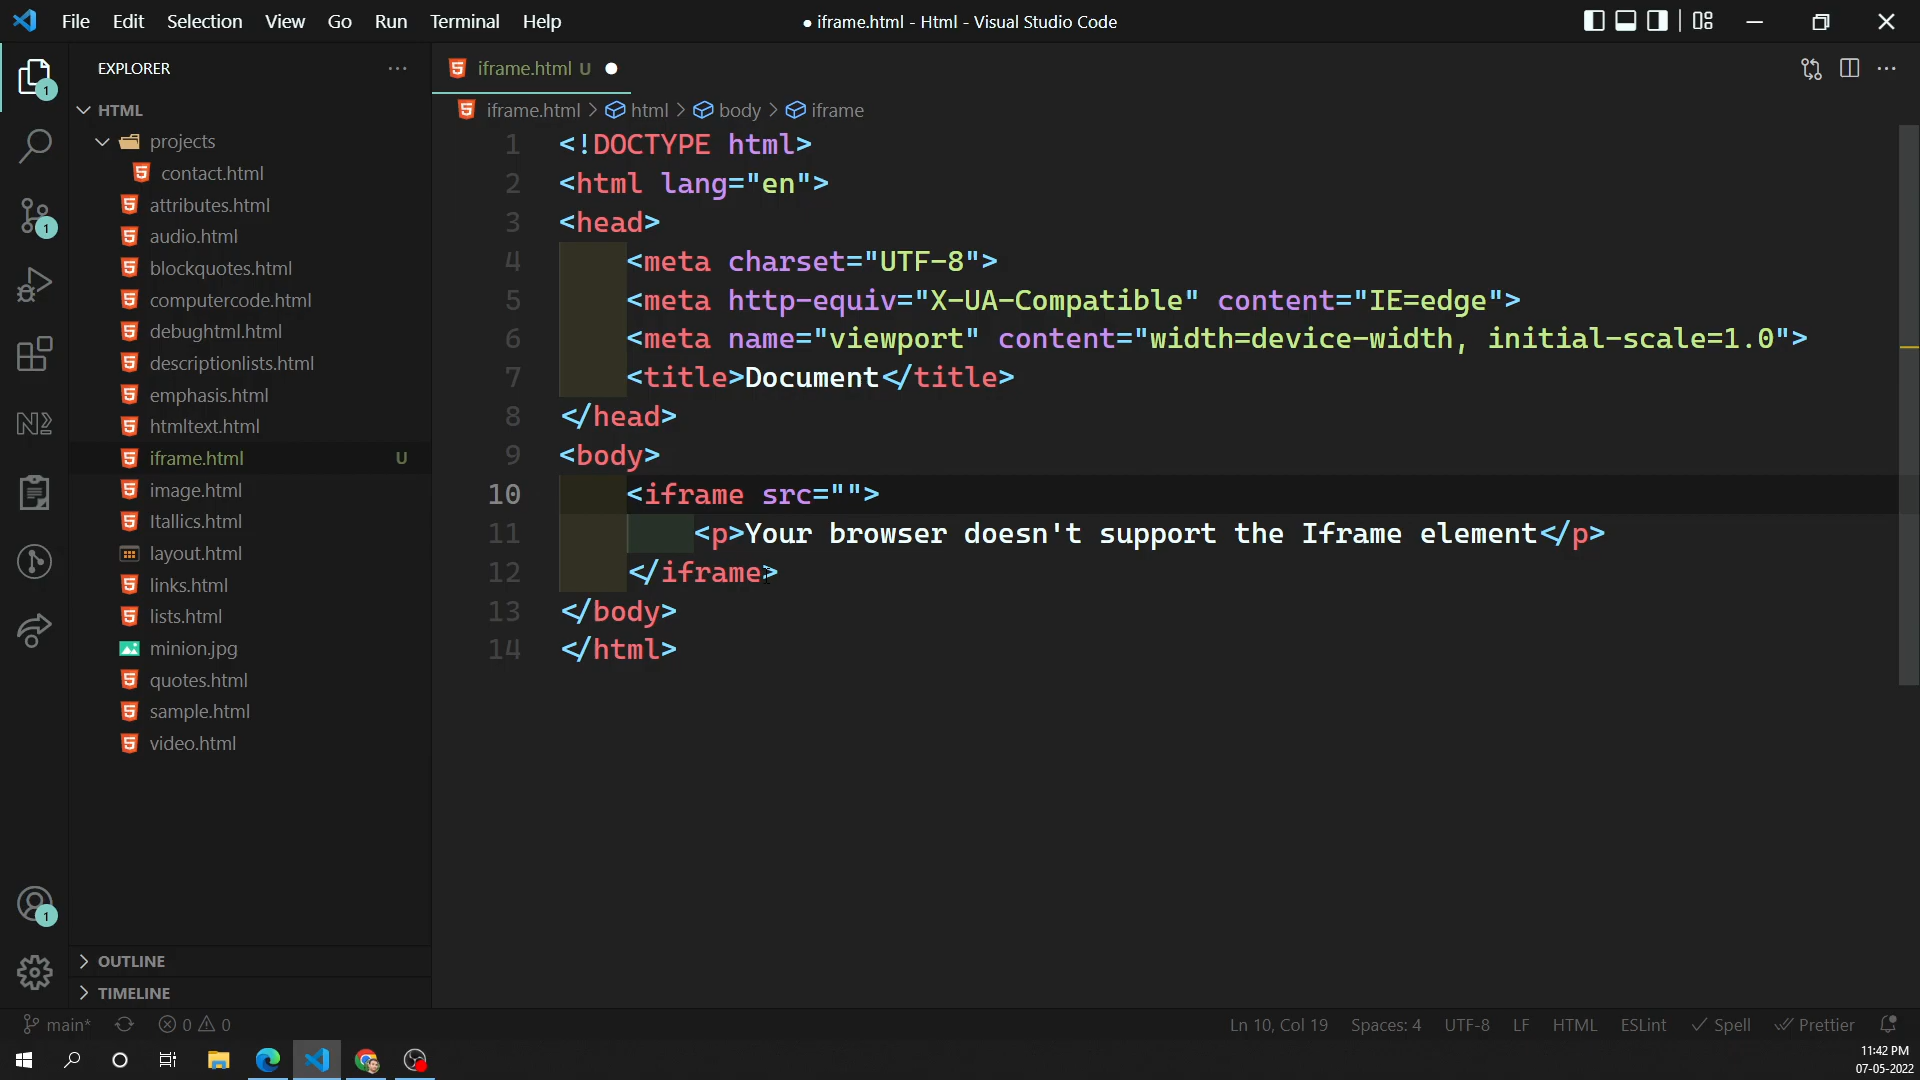 File Edit Selection View Go Run Terminal Help
● iframe.html - Html - Visual Studio Code
EXPLORER
HTML
projects
contact.html
attributes.html
audio.html
blockquotes.html
computercode.html
debughtml.html
descriptionlists.html
emphasis.html
htmltext.html
iframe.html U
image.html
Itallics.html
layout.html
links.html
lists.html
minion.jpg
quotes.html
sample.html
video.html
OUTLINE
TIMELINE
1
1
1
iframe.html U
iframe.html > html > body > iframe
1 <!DOCTYPE html>
2 <html lang="en">
3 <head>
4 <meta charset="UTF-8">
5 <meta http-equiv="X-UA-Compatible" content="IE=edge">
6 <meta name="viewport" content="width=device-width, initial-scale=1.0">
7 <title>Document</title>
8 </head>
9 <body>
10 <iframe src="">
11 <p>Your browser doesn't support the Iframe element</p>
12 </iframe>
13 </body>
14 </html>
main* 0 0
Ln 10, Col 19 Spaces: 4 UTF-8 LF HTML ESLint Spell Prettier
11:42 PM
07-05-2022